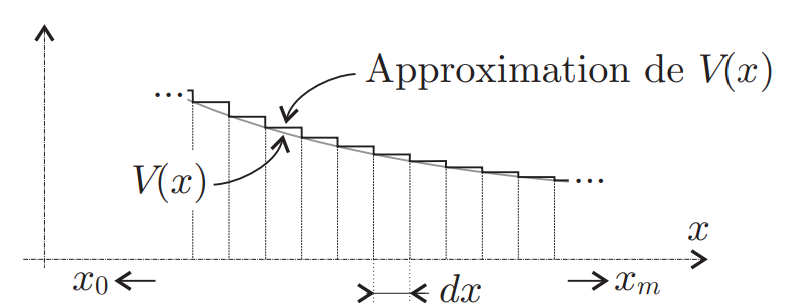 Approximation de V(x)
...
V(x)
...
x
x₀
dx
xₘ